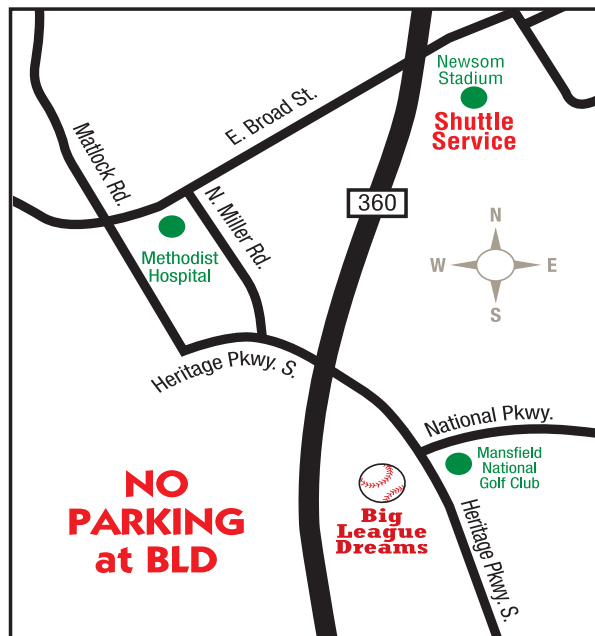 Newsom
Stadium
Shuttle
Service
E. Broad St.
Matlock Rd.
N. Miller Rd.
360
Methodist
Hospital
N
W
E
S
Heritage Pkwy. S.
National Pkwy.
Mansfield
National
Golf Club
Heritage Pkwy. S.
Big
League
Dreams
NO
PARKING
at BLD